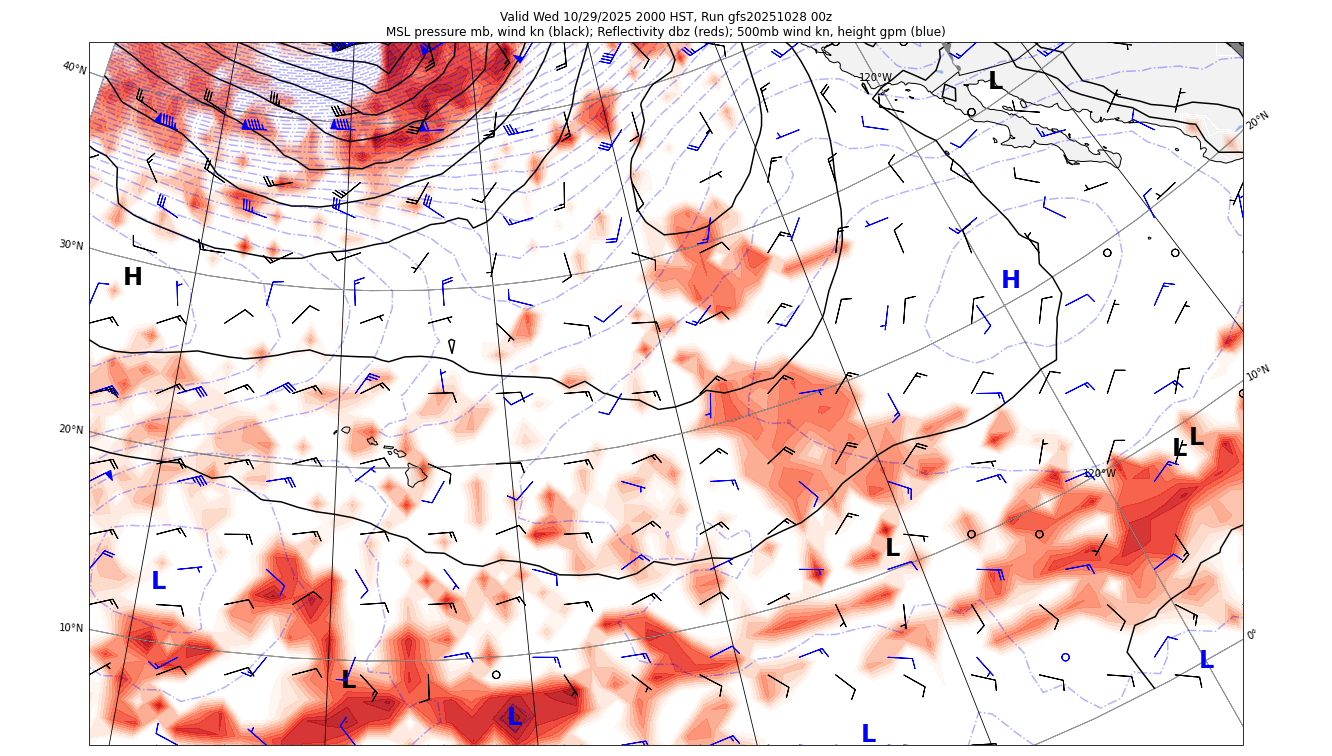 Valid Wed 10/29/2025 2000 HST, Run gfs20251028 00z
MSL pressure mb, wind kn (black); Reflectivity dbz (reds); 500mb wind kn, height gpm (blue)
40°N
120°W
L
20°N
30°N
H
H
10°N
20°N
L
L
120°W
L
L
10°N
0°
L
L
L
L